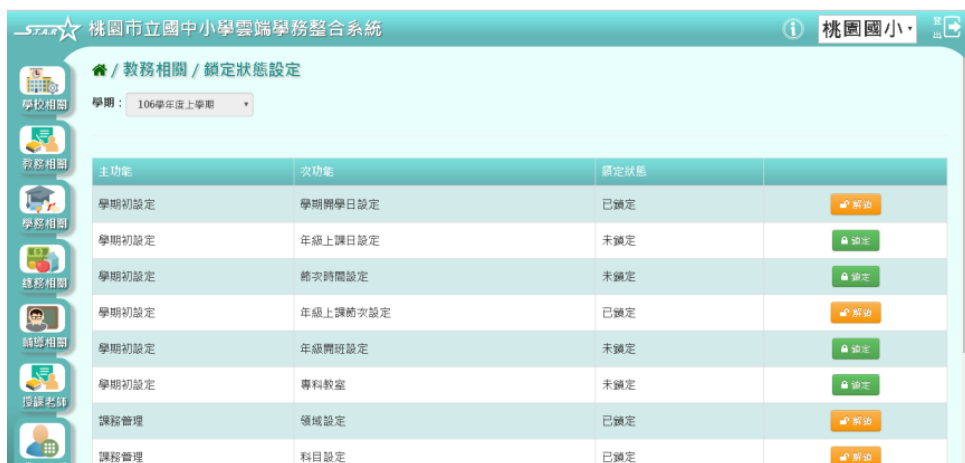 STAR 桃園市立國中小學雲端學務整合系統
桃園國小
登出
/ 教務相關 / 鎖定狀態設定
學期：
106學年度上學期
學校相關
教務相關
學務相關
總務相關
輔導相關
授課老師
主功能 次功能 鎖定狀態
學期初設定 學期開學日設定 已鎖定 解鎖
學期初設定 年級上課日設定 未鎖定 鎖定
學期初設定 節次時間設定 未鎖定 鎖定
學期初設定 年級上課節次設定 已鎖定 解鎖
學期初設定 年級開班設定 未鎖定 鎖定
學期初設定 專科教室 未鎖定 鎖定
課務管理 領域設定 已鎖定 解鎖
課務管理 科目設定 已鎖定 解鎖